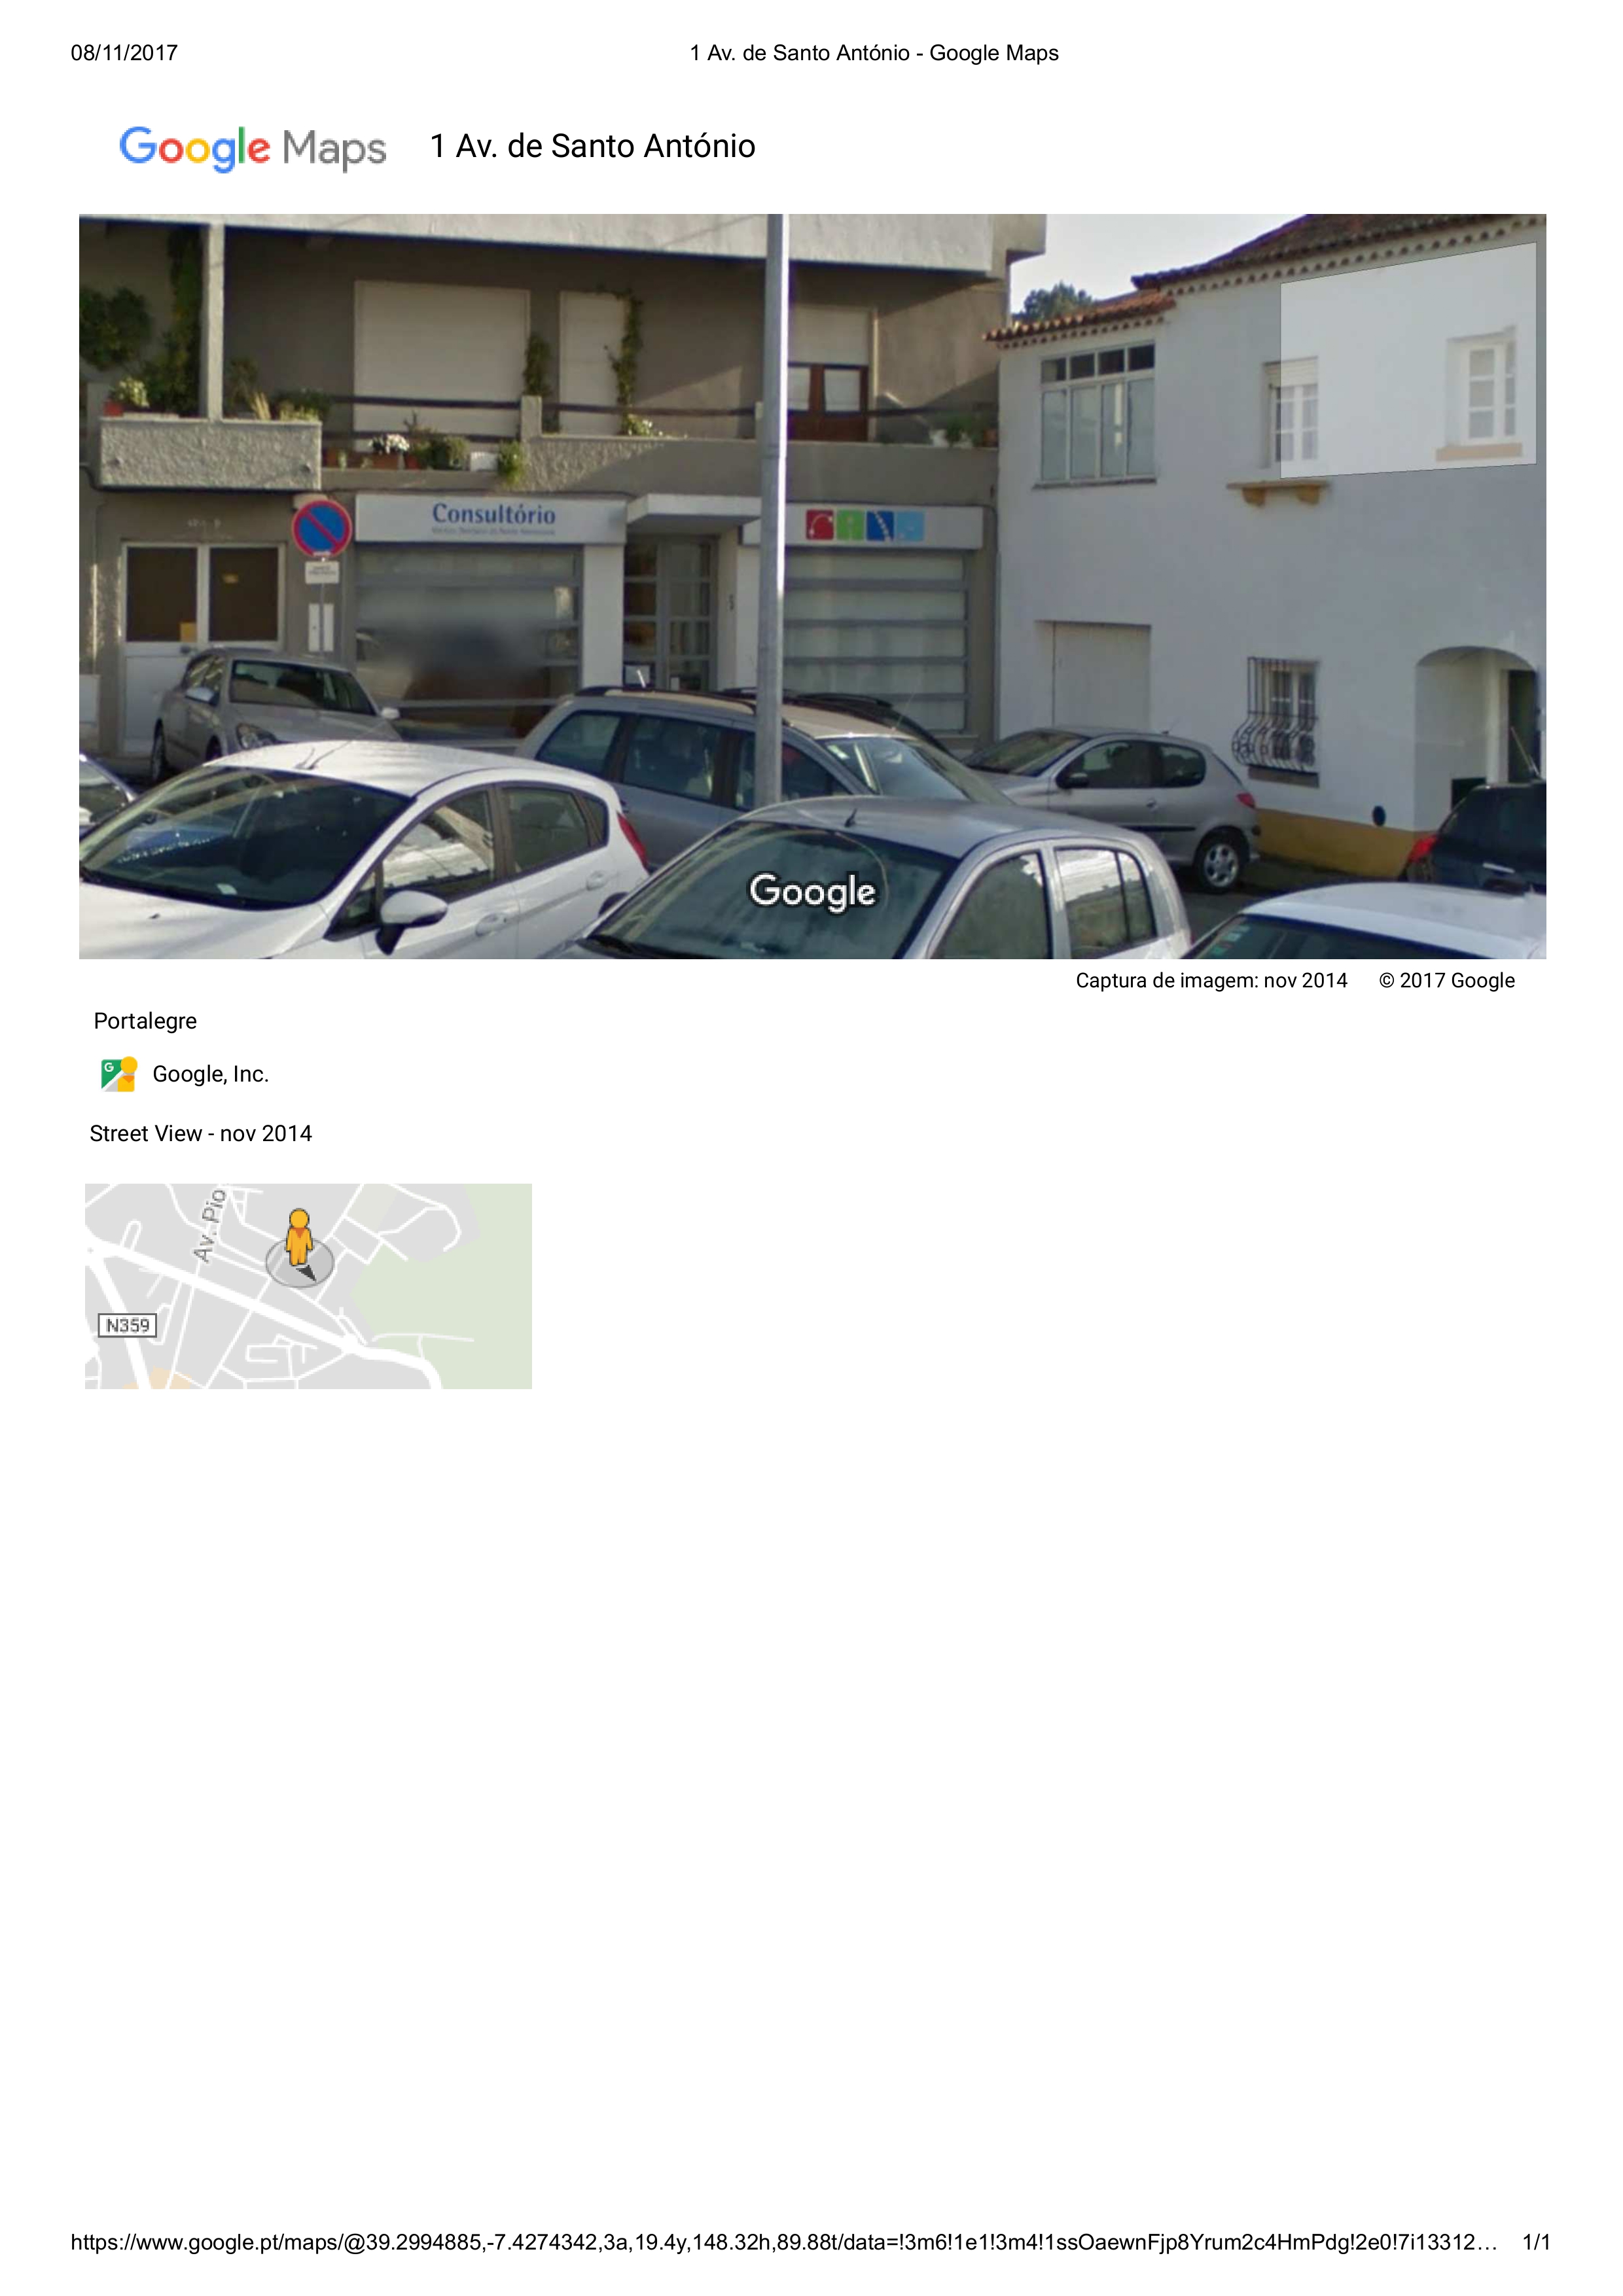 08/11/2017 1 Av. de Santo António - Google Maps
Google Maps 1 Av. de Santo António
Consultório
Google
Captura de imagem: nov 2014 © 2017 Google
Portalegre
Google, Inc.
Street View - nov 2014
Av. Pio
N359
https://www.google.pt/maps/@39.2994885,-7.4274342,3a,19.4y,148.32h,89.88t/data=!3m6!1e1!3m4!1ssOaewnFjp8Yrum2c4HmPdg!2e0!7i13312… 1/1